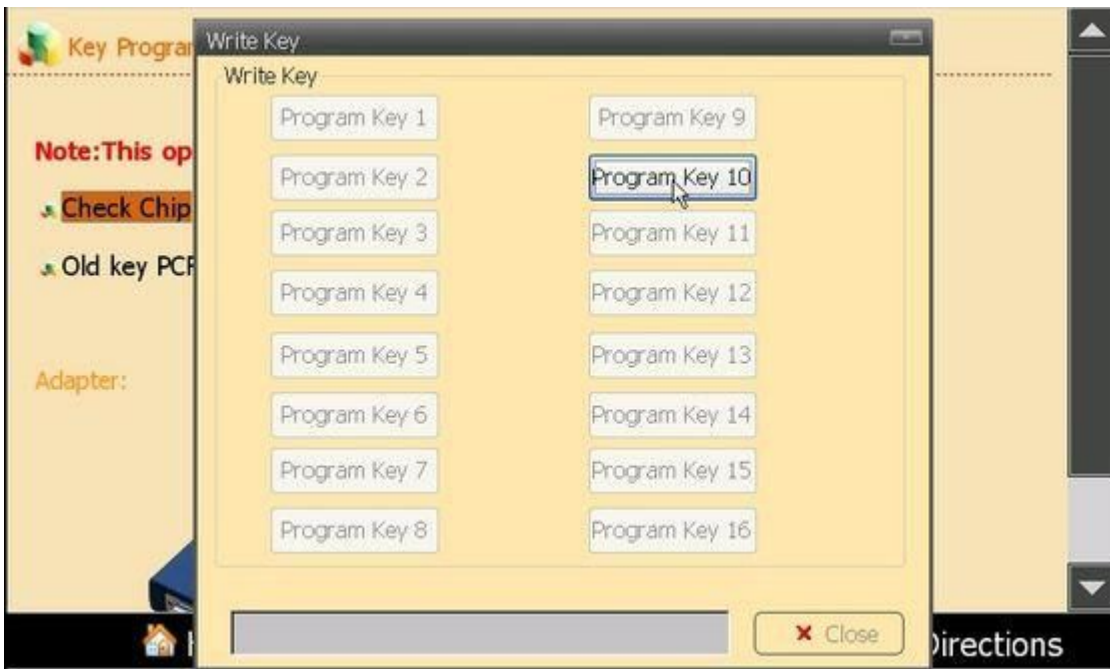 Key Progra
Write Key
Write Key
Program Key 1
Program Key 9
Note:This op
Program Key 2
Program Key 10
Check Chip
Program Key 3
Program Key 11
Old key PCF
Program Key 4
Program Key 12
Program Key 5
Program Key 13
Adapter:
Program Key 6
Program Key 14
Program Key 7
Program Key 15
Program Key 8
Program Key 16
Close
Directions